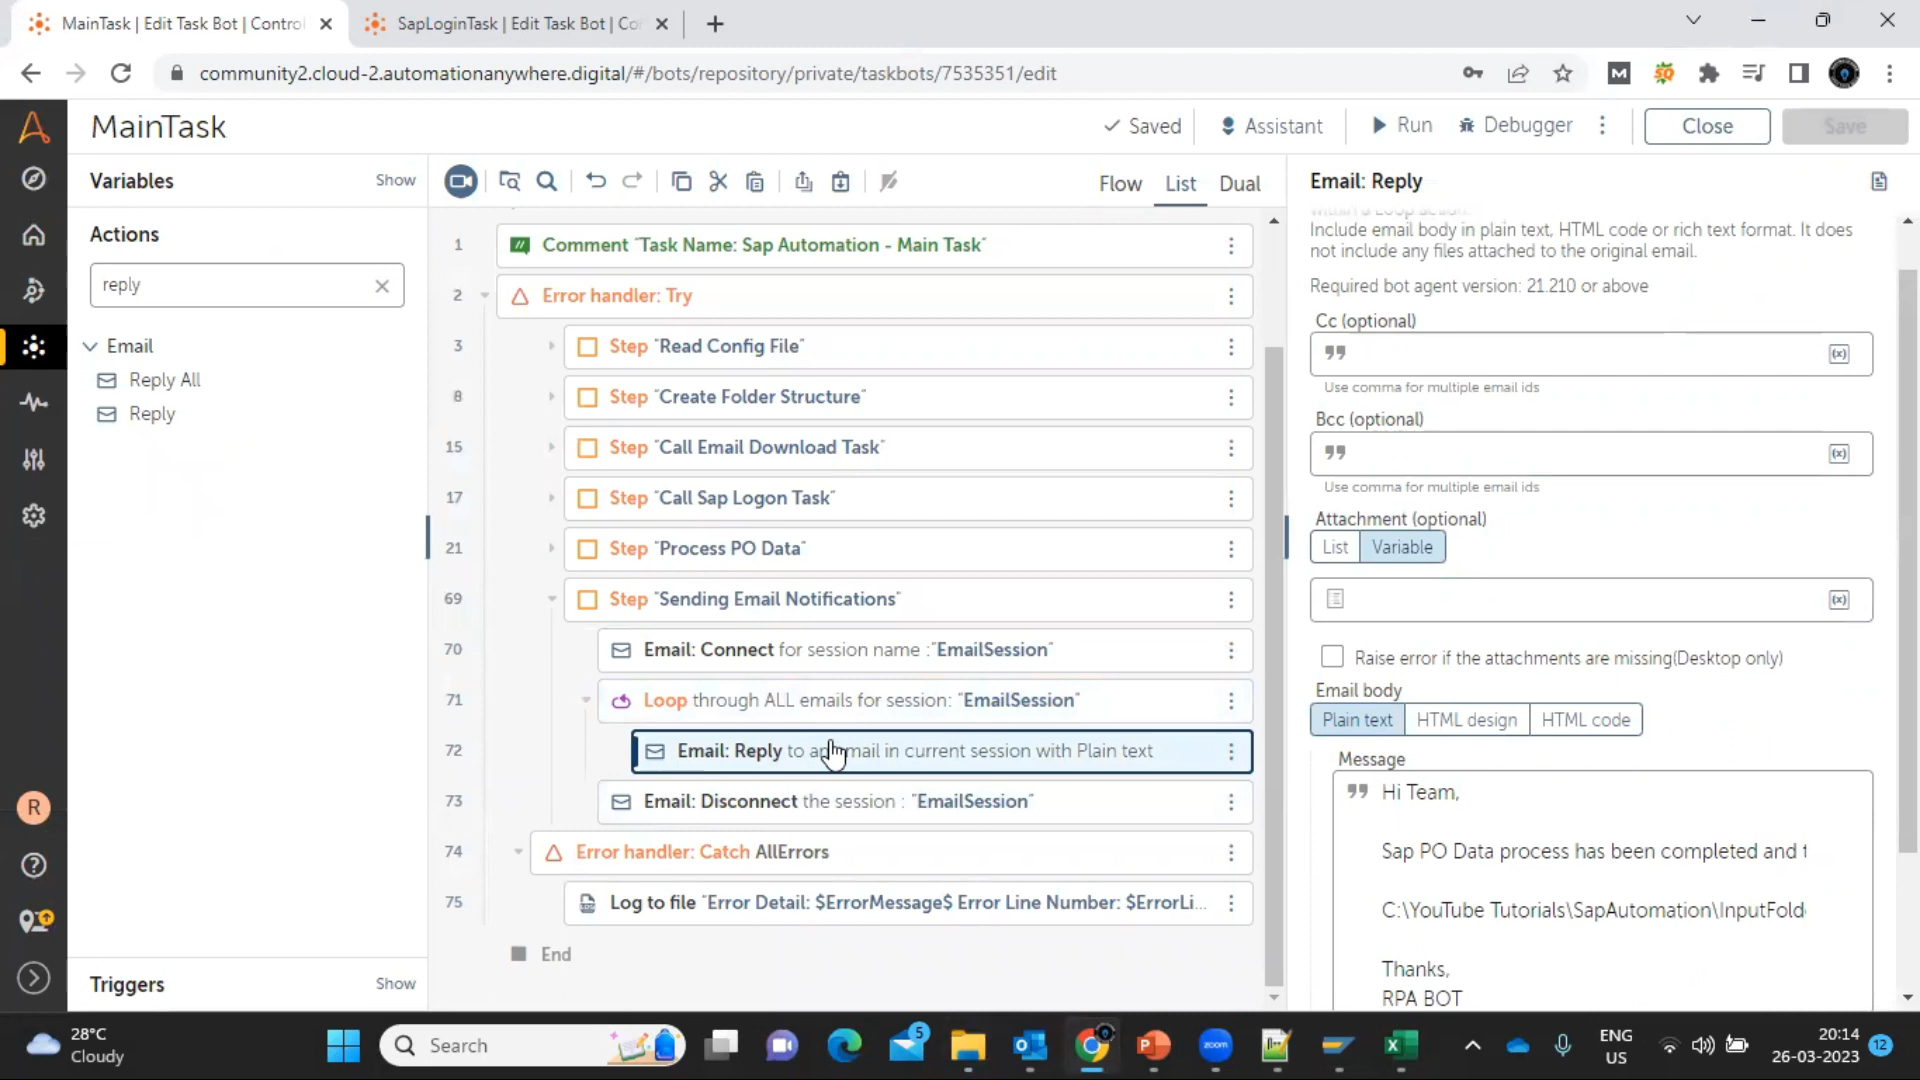 MainTask | Edit Task Bot | Contro
SapLoginTask | Edit Task Bot | Co
community2.cloud-2.automationanywhere.digital/#/bots/repository/private/taskbots/7535351/edit
MainTask
Saved
Assistant
Run
Debugger
Close
Save
Variables
Show
Flow
List
Dual
Email: Reply
Actions
reply
Email
Reply All
Reply
Triggers
Show
1 Comment "Task Name: Sap Automation - Main Task"
2 Error handler: Try
3 Step "Read Config File"
8 Step "Create Folder Structure"
15 Step "Call Email Download Task"
17 Step "Call Sap Logon Task"
21 Step "Process PO Data"
69 Step "Sending Email Notifications"
70 Email: Connect for session name :"EmailSession"
71 Loop through ALL emails for session: "EmailSession"
72 Email: Reply to an email in current session with Plain text
73 Email: Disconnect the session : "EmailSession"
74 Error handler: Catch AllErrors
75 Log to file "Error Detail: $ErrorMessage$ Error Line Number: $ErrorLi...
End
within a Loop action.
Include email body in plain text, HTML code or rich text format. It does
not include any files attached to the original email.
Required bot agent version: 21.210 or above
Cc (optional)
(x)
Use comma for multiple email ids
Bcc (optional)
(x)
Use comma for multiple email ids
Attachment (optional)
List
Variable
(x)
Raise error if the attachments are missing(Desktop only)
Email body
Plain text
HTML design
HTML code
Message
Hi Team,
Sap PO Data process has been completed and t
C:\YouTube Tutorials\SapAutomation\InputFold
Thanks,
RPA BOT
R
28°C
Cloudy
Search
5
zoom
ENG
US
20:14
26-03-2023
12